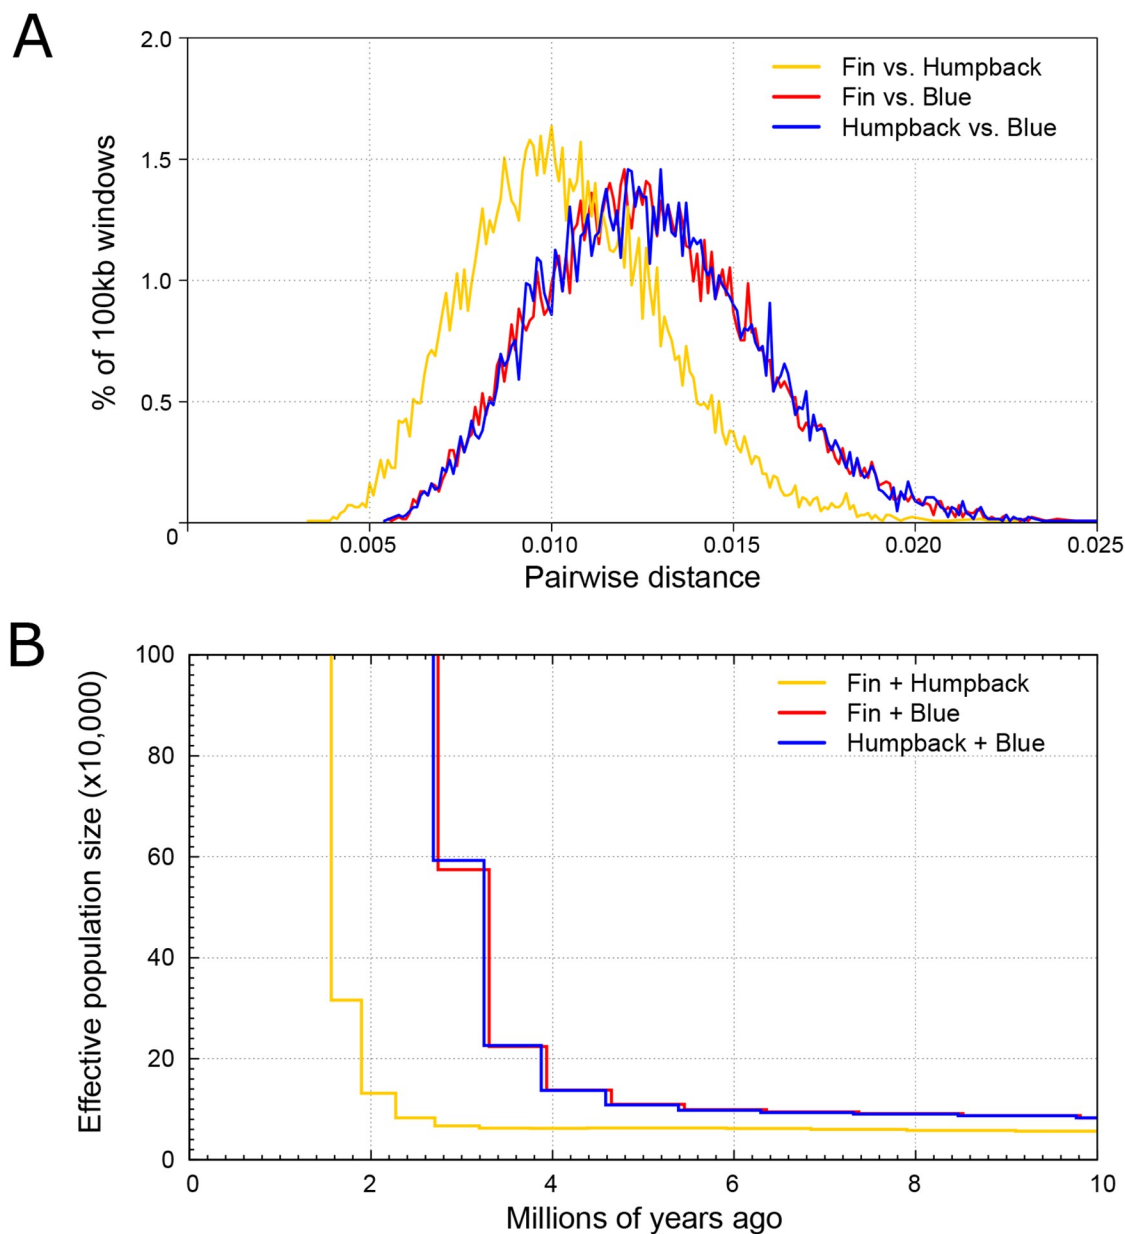 A
2.0
1.5
1.0
0.5
0
% of 100kb windows
Fin vs. Humpback
Fin vs. Blue
Humpback vs. Blue
0.005 0.010 0.015 0.020 0.025
Pairwise distance
B
100
80
60
40
20
0
Effective population size (x10,000)
Fin + Humpback
Fin + Blue
Humpback + Blue
0 2 4 6 8 10
Millions of years ago